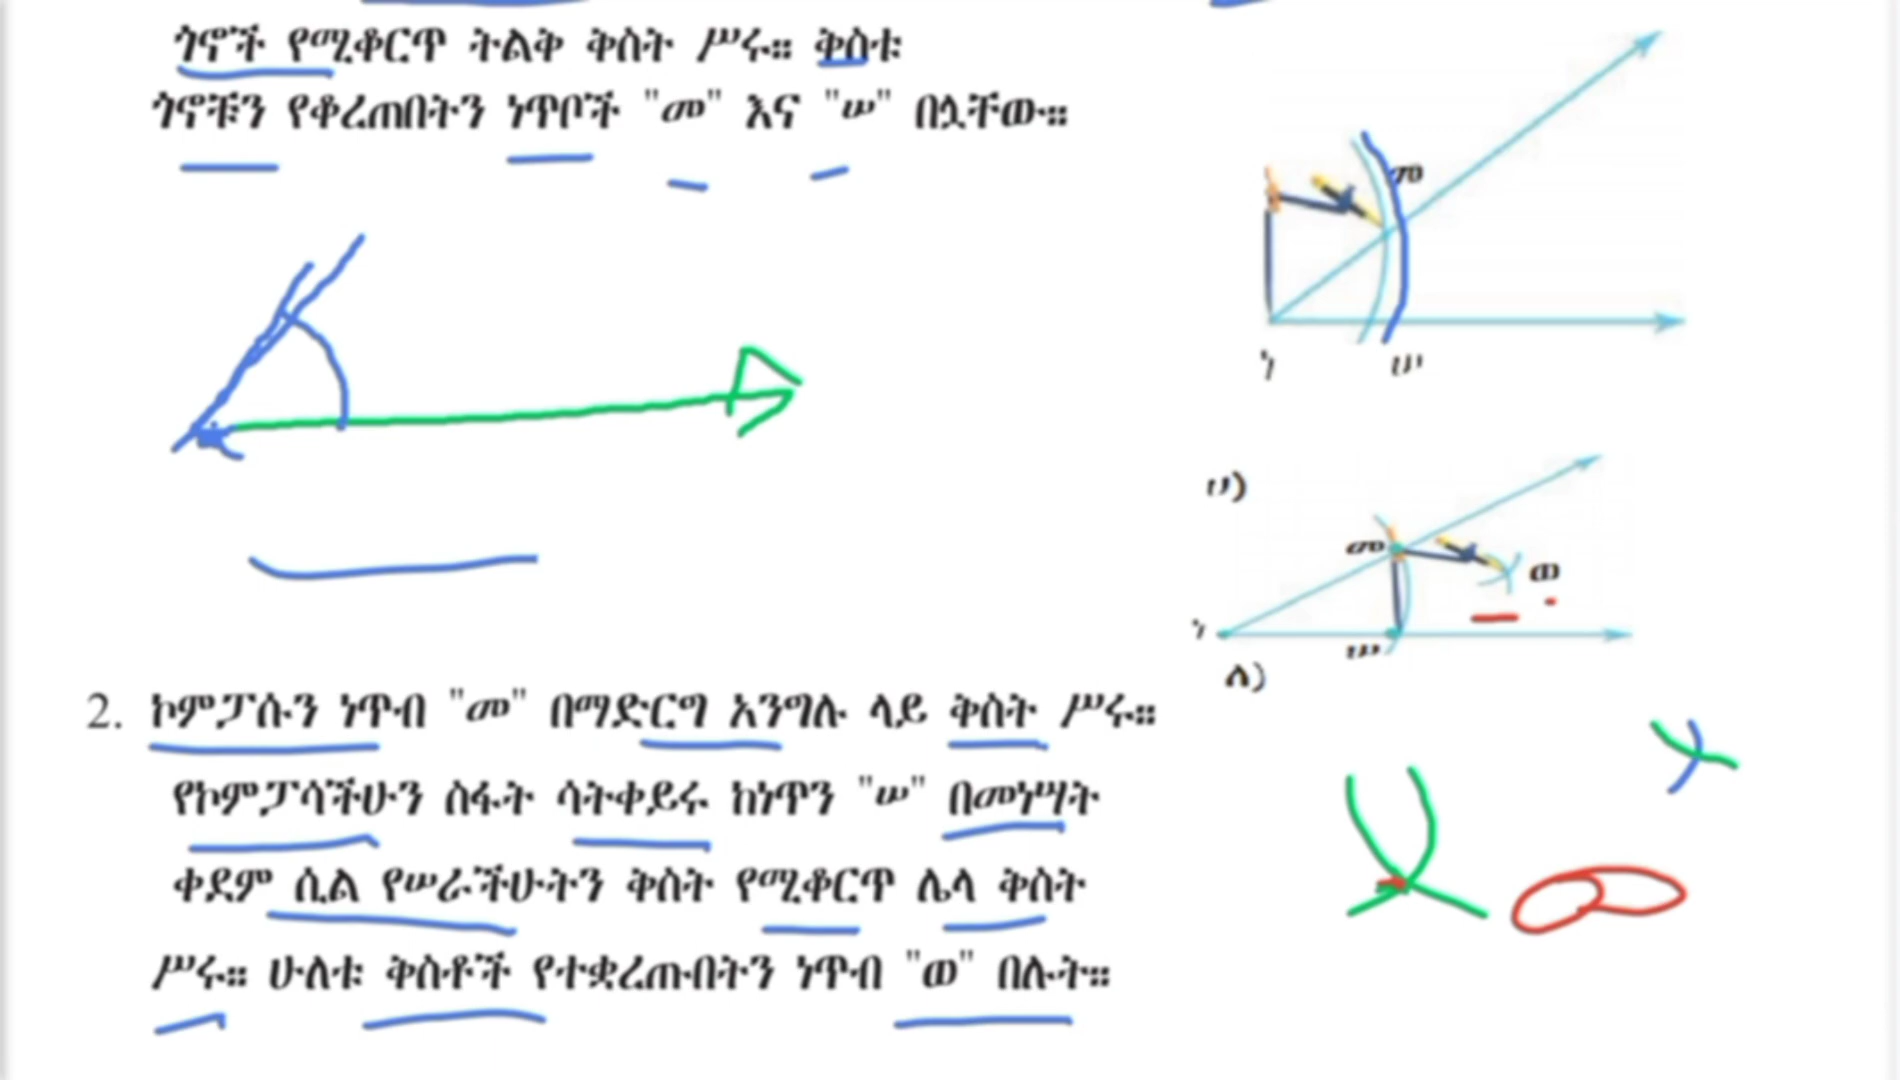 ጎኖች የሚቆርጥ ትልቅ ቅስት ሥሩ። ቅስቱ
ጎኖቹን የቆረጠበትን ነጥቦች "መ" እና "ሠ" በሏቸው።
መ
ነ
ሠ
ሀ)
መ
ወ
ነ
ሠ
ለ)
2. ኮምፓሱን ነጥብ "መ" በማድርግ አንግሉ ላይ ቅስት ሥሩ።
የኮምፓሳችሁን ስፋት ሳትቀይሩ ከነጥን "ሠ" በመነሣት
ቀደም ሲል የሠራችሁትን ቅስት የሚቆርጥ ሌላ ቅስት
ሥሩ። ሁለቱ ቅስቶች የተቋረጡበትን ነጥብ "ወ" በሉት።